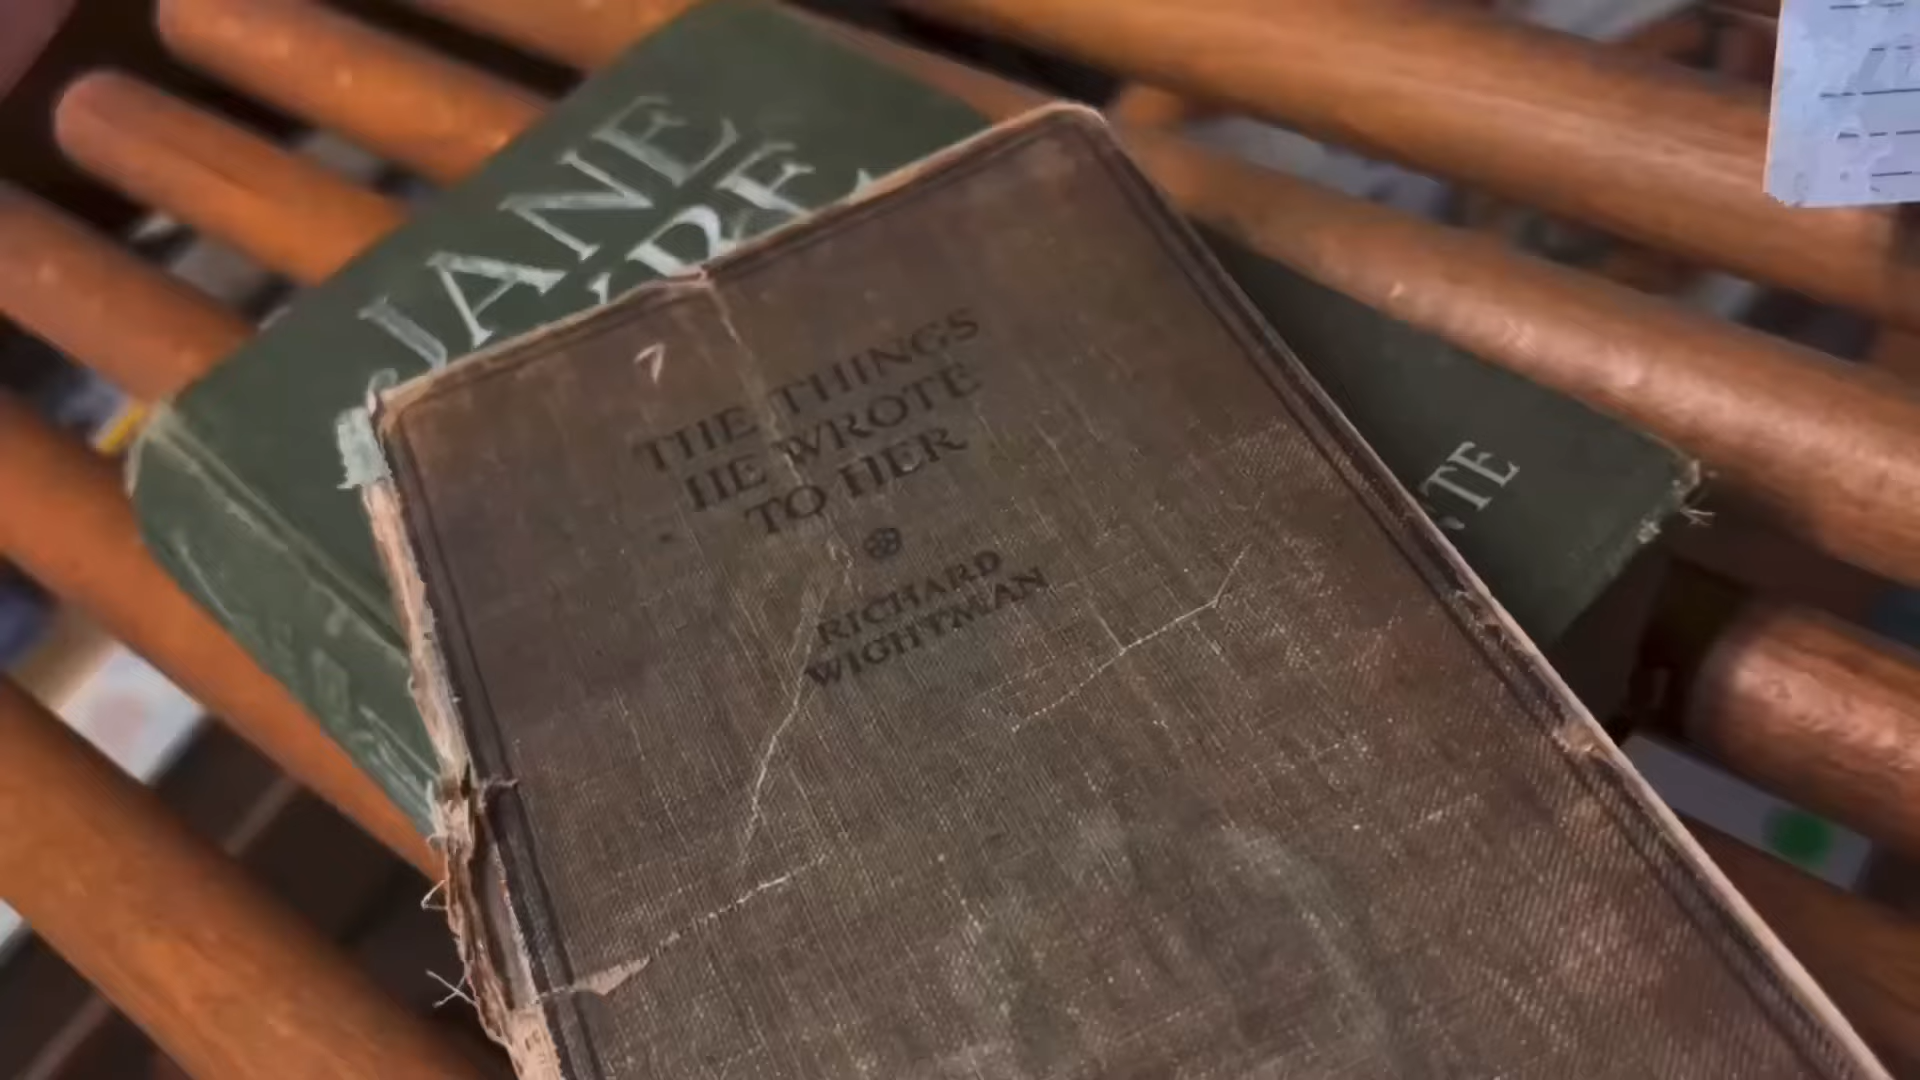 JANE
THE THINGS
HE WROTE
TO HER
RICHARD
WIGHTMAN
TE